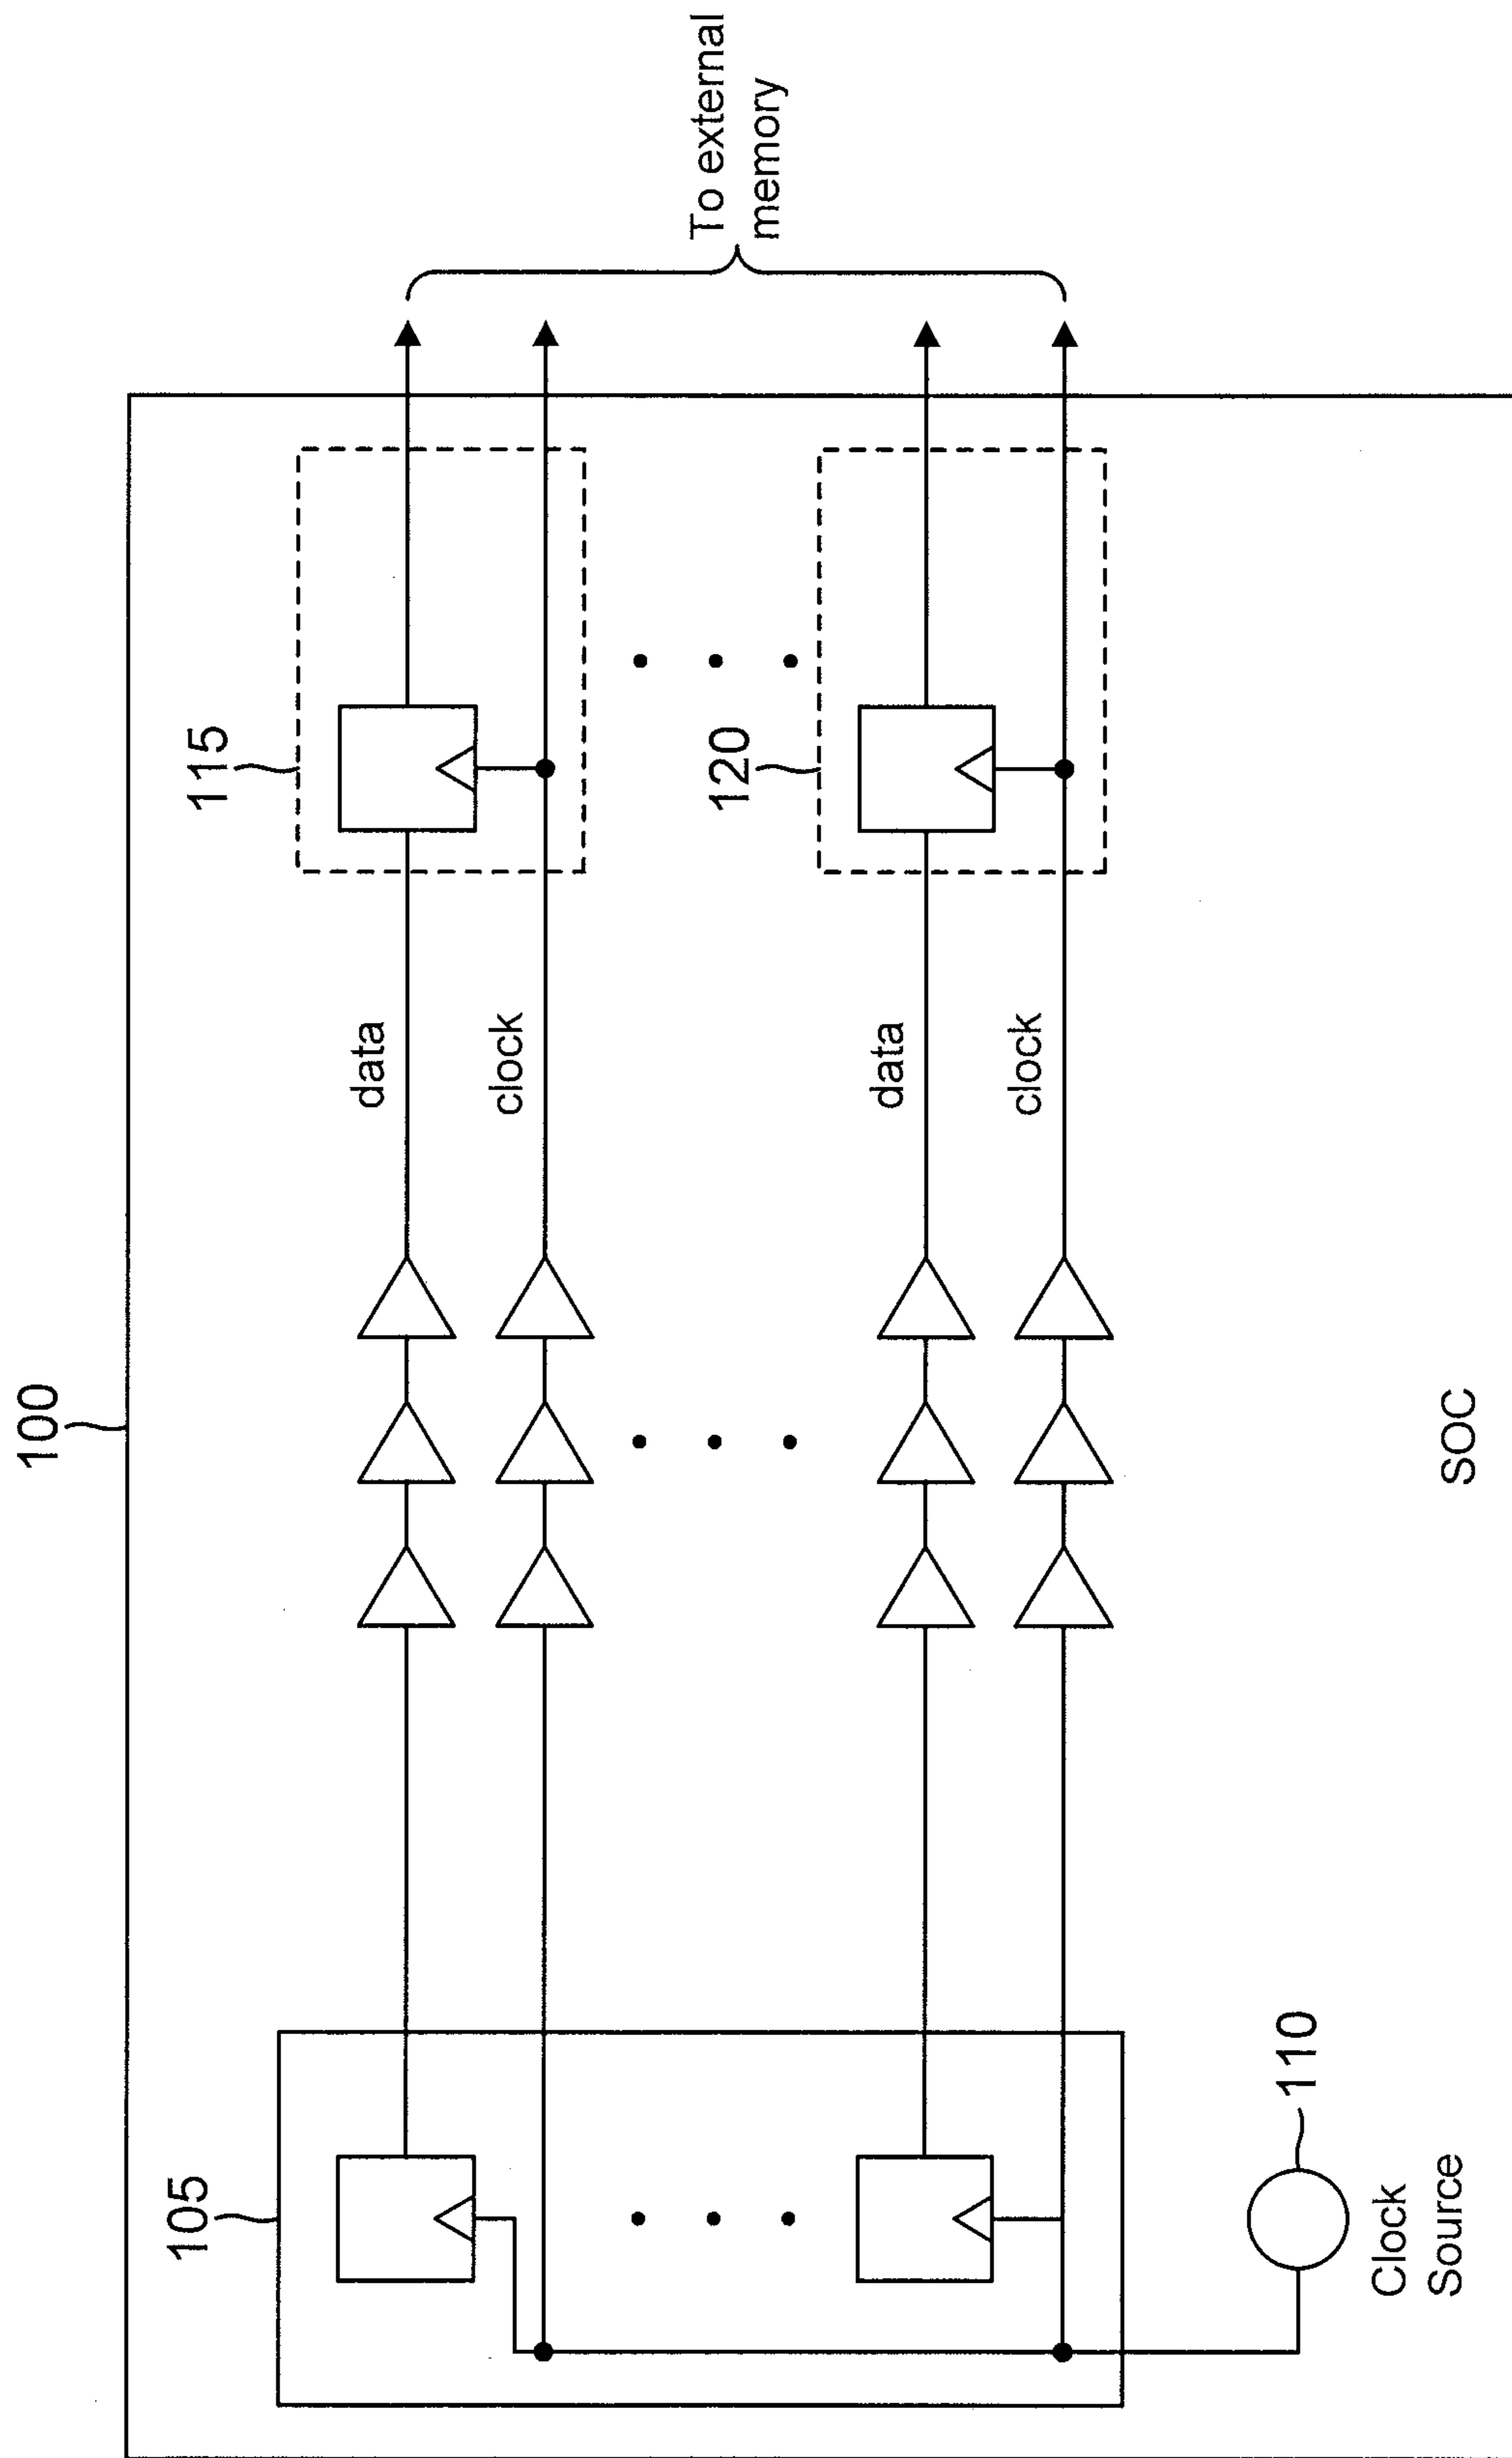 100
105
115
data
clock
120
data
clock
To external
memory
110
Clock
Source
SOC